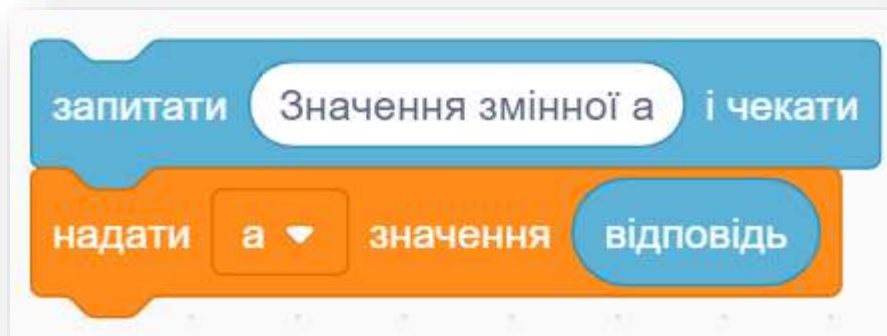 запитати Значення змінної а і чекати
надати а значення відповідь